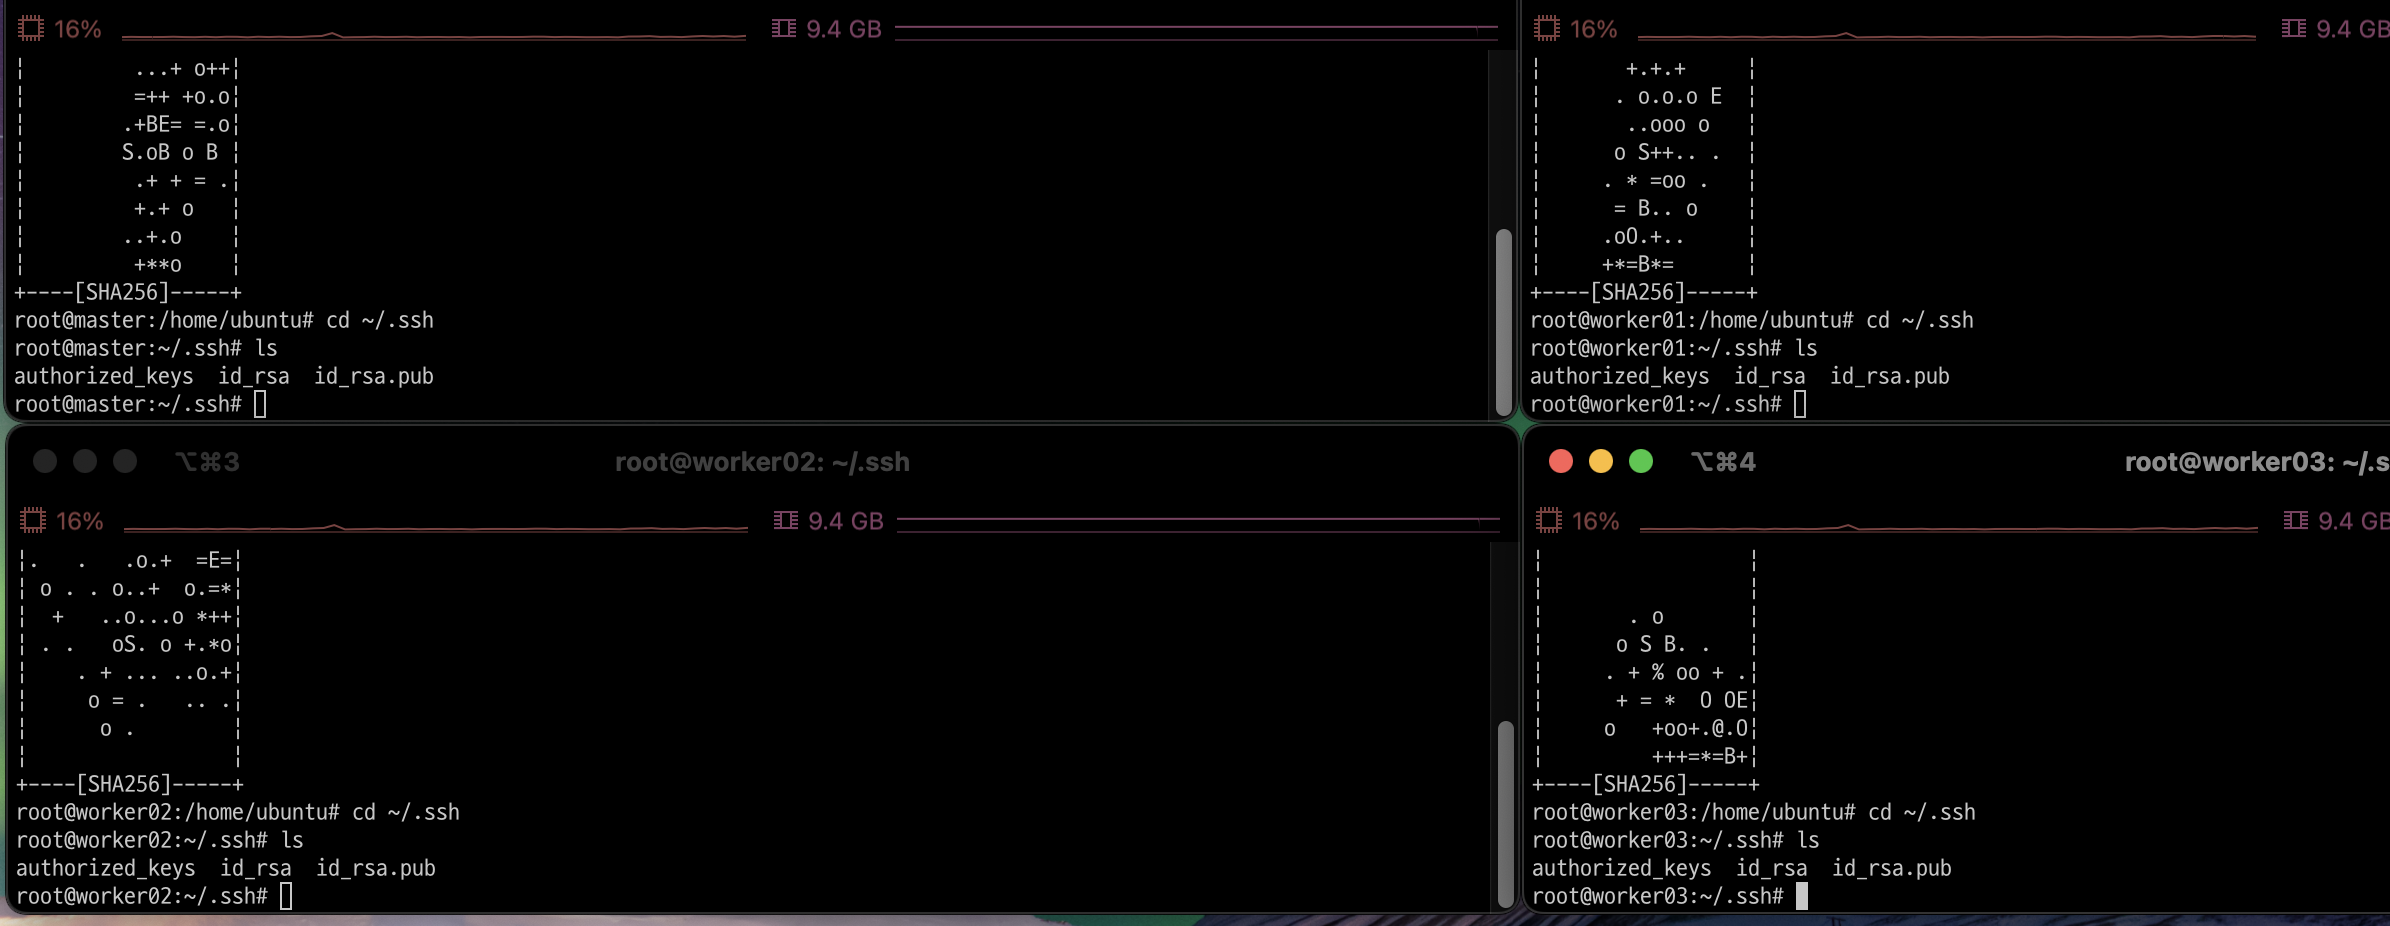 16% 9.4 GB
...+ o++
=++ +o.o
.+BE= =.o
S.oB o B
.+ + = .
+.+ o
..+.o
+**o
+----[SHA256]-----+
root@master:/home/ubuntu# cd ~/.ssh
root@master:~/.ssh# ls
authorized_keys  id_rsa  id_rsa.pub
root@master:~/.ssh#
16% 9.4 GB
+.+.+
. o.o.o E
..ooo o
o S++.. .
. * =oo .
= B.. o
.oO.+..
+*=B*=
+----[SHA256]-----+
root@worker01:/home/ubuntu# cd ~/.ssh
root@worker01:~/.ssh# ls
authorized_keys  id_rsa  id_rsa.pub
root@worker01:~/.ssh#
⌥⌘3 root@worker02: ~/.ssh
16% 9.4 GB
|.   .   .o.+  =E=|
| o . . o..+  o.=*|
|  +   ..o...o *++|
| . .   oS. o +.*o|
|    . + ... ..o.+|
|     o = .   .. .|
|      o .        |
|                 |
+----[SHA256]-----+
root@worker02:/home/ubuntu# cd ~/.ssh
root@worker02:~/.ssh# ls
authorized_keys  id_rsa  id_rsa.pub
root@worker02:~/.ssh#
⌥⌘4 root@worker03: ~/.s
16% 9.4 GB
. o
o S B. .
. + % oo + .
+ = *  O OE
o   +oo+.@.O
+++=*=B+
+----[SHA256]-----+
root@worker03:/home/ubuntu# cd ~/.ssh
root@worker03:~/.ssh# ls
authorized_keys  id_rsa  id_rsa.pub
root@worker03:~/.ssh#